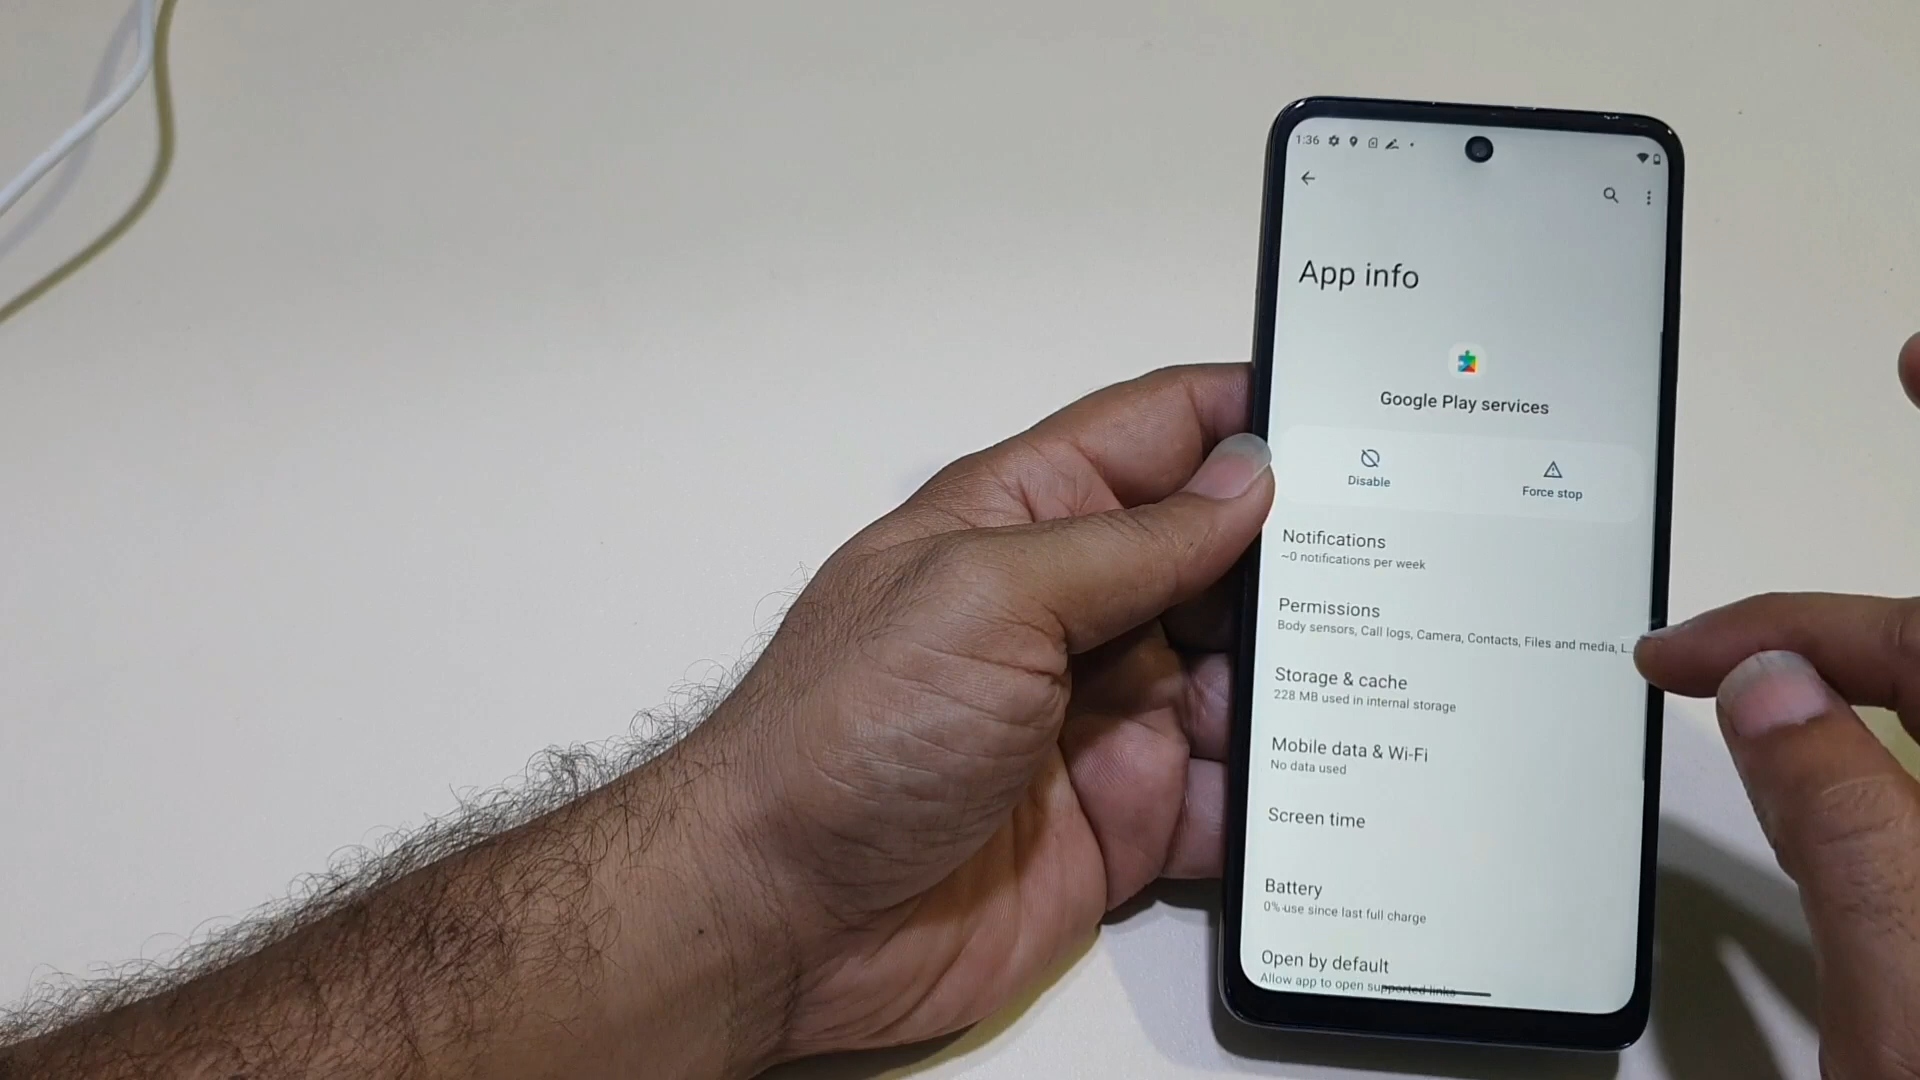 1:36
App info
Google Play services
Disable
Force stop
Notifications
~0 notifications per week
Permissions
Body sensors, Call logs, Camera, Contacts, Files and media, L...
Storage & cache
228 MB used in internal storage
Mobile data & Wi-Fi
No data used
Screen time
Battery
0% use since last full charge
Open by default
Allow app to open supported links